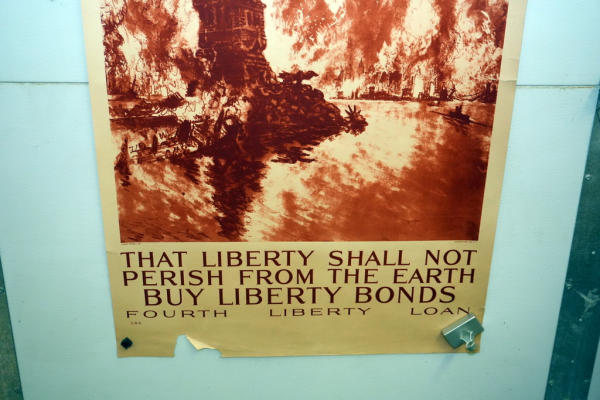 THAT LIBERTY SHALL NOT
PERISH FROM THE EARTH
BUY LIBERTY BONDS
FOURTH LIBERTY LOAN